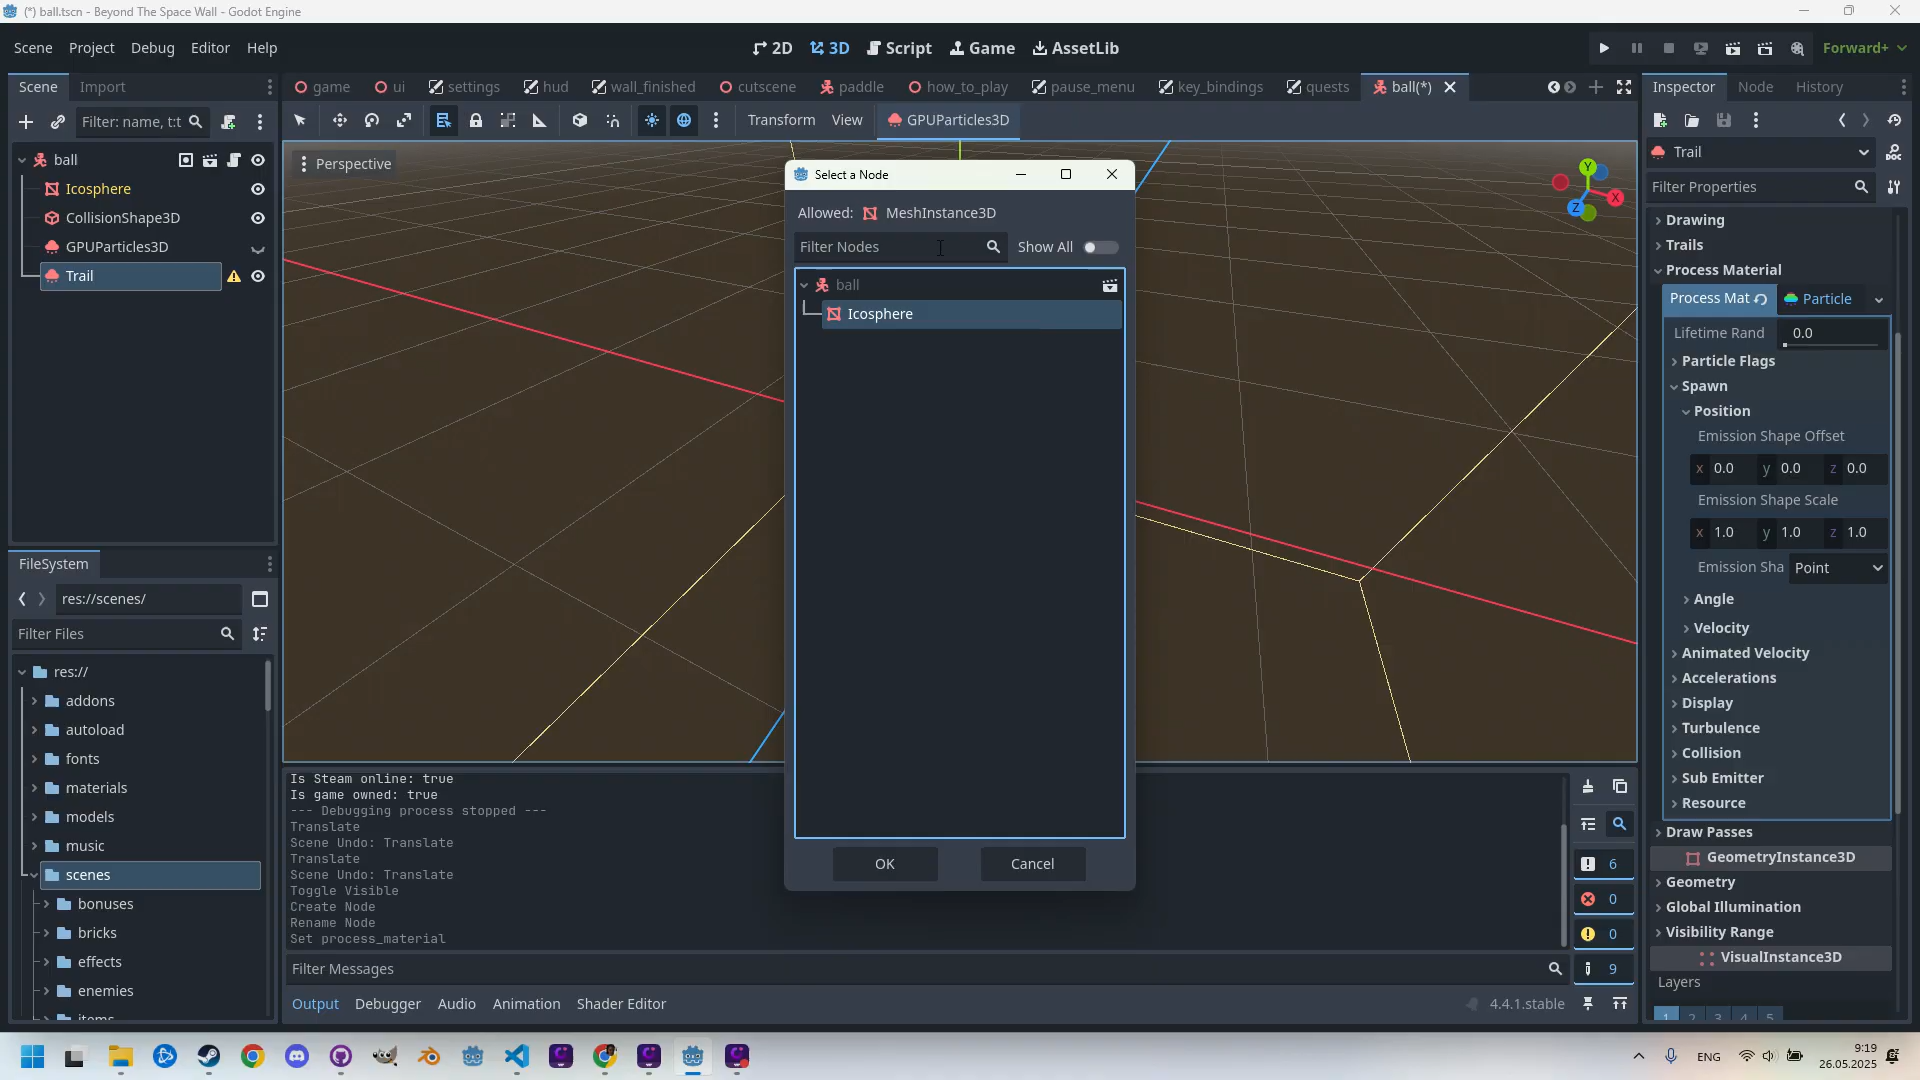 (*) ball.tscn - Beyond The Space Wall - Godot Engine
Scene Project Debug Editor Help
2D 3D Script Game AssetLib
Forward+
Scene Import
game ui settings hud wall_finished cutscene paddle how_to_play pause_menu key_bindings quests ball(*)
Inspector Node History
Filter: name, t:t
Transform View GPUParticles3D
Perspective
ball
Icosphere
CollisionShape3D
GPUParticles3D
Trail
Y
X
Z
Select a Node
Allowed: MeshInstance3D
Filter Nodes Show All
ball
Icosphere
OK Cancel
Trail
Filter Properties
Drawing
Trails
Process Material
Process Mat Particle
Lifetime Rand 0.0
Particle Flags
Spawn
Position
Emission Shape Offset
x 0.0 y 0.0 z 0.0
Emission Shape Scale
x 1.0 y 1.0 z 1.0
Emission Sha Point
Angle
Velocity
Animated Velocity
Accelerations
Display
Turbulence
Collision
Sub Emitter
Resource
Draw Passes
GeometryInstance3D
Geometry
Global Illumination
Visibility Range
VisualInstance3D
Layers
1 2 3 4 5
FileSystem
res://scenes/
Filter Files
res://
addons
autoload
fonts
materials
models
music
scenes
bonuses
bricks
effects
enemies
items
Is Steam online: true
Is game owned: true
--- Debugging process stopped ---
Translate
Scene Undo: Translate
Translate
Scene Undo: Translate
Toggle Visible
Create Node
Rename Node
Set process_material
6
0
0
9
Filter Messages
Output Debugger Audio Animation Shader Editor
4.4.1.stable
ENG
9:19
26.05.2025